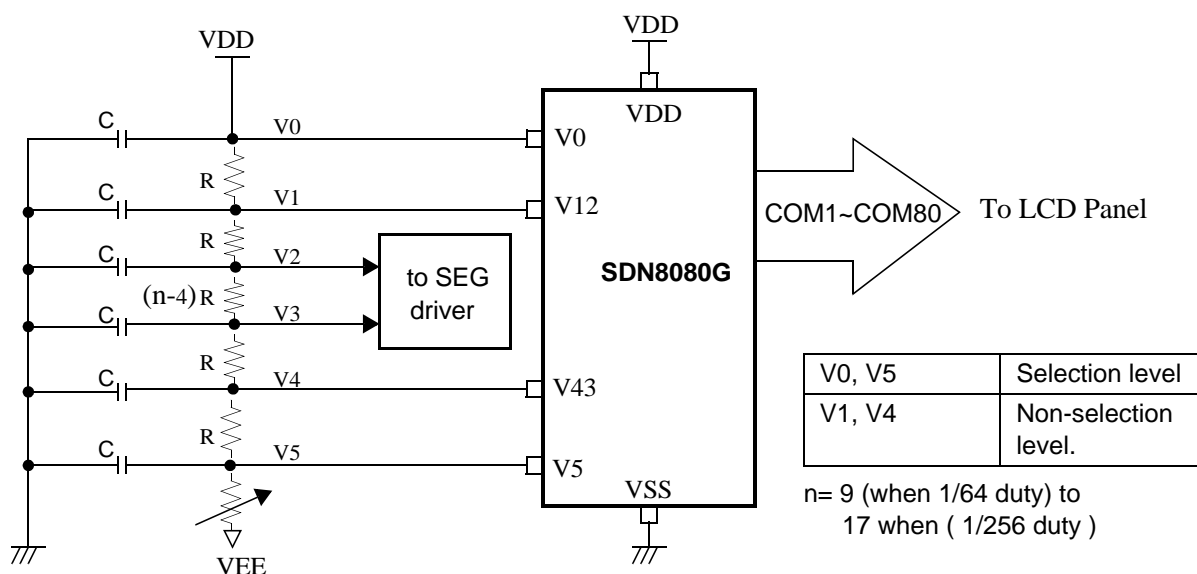 VDD
VDD
VDD
C
V0
V0
R
C
V1
V12
COM1~COM80
To LCD Panel
R
C
V2
to SEG
driver
SDN8080G
(n-4) R
C
V3
R
C
V4
V43
V0, V5 Selection level
V1, V4 Non-selection
level.
R
C
V5
V5
VSS
n= 9 (when 1/64 duty) to
17 when ( 1/256 duty )
VEE